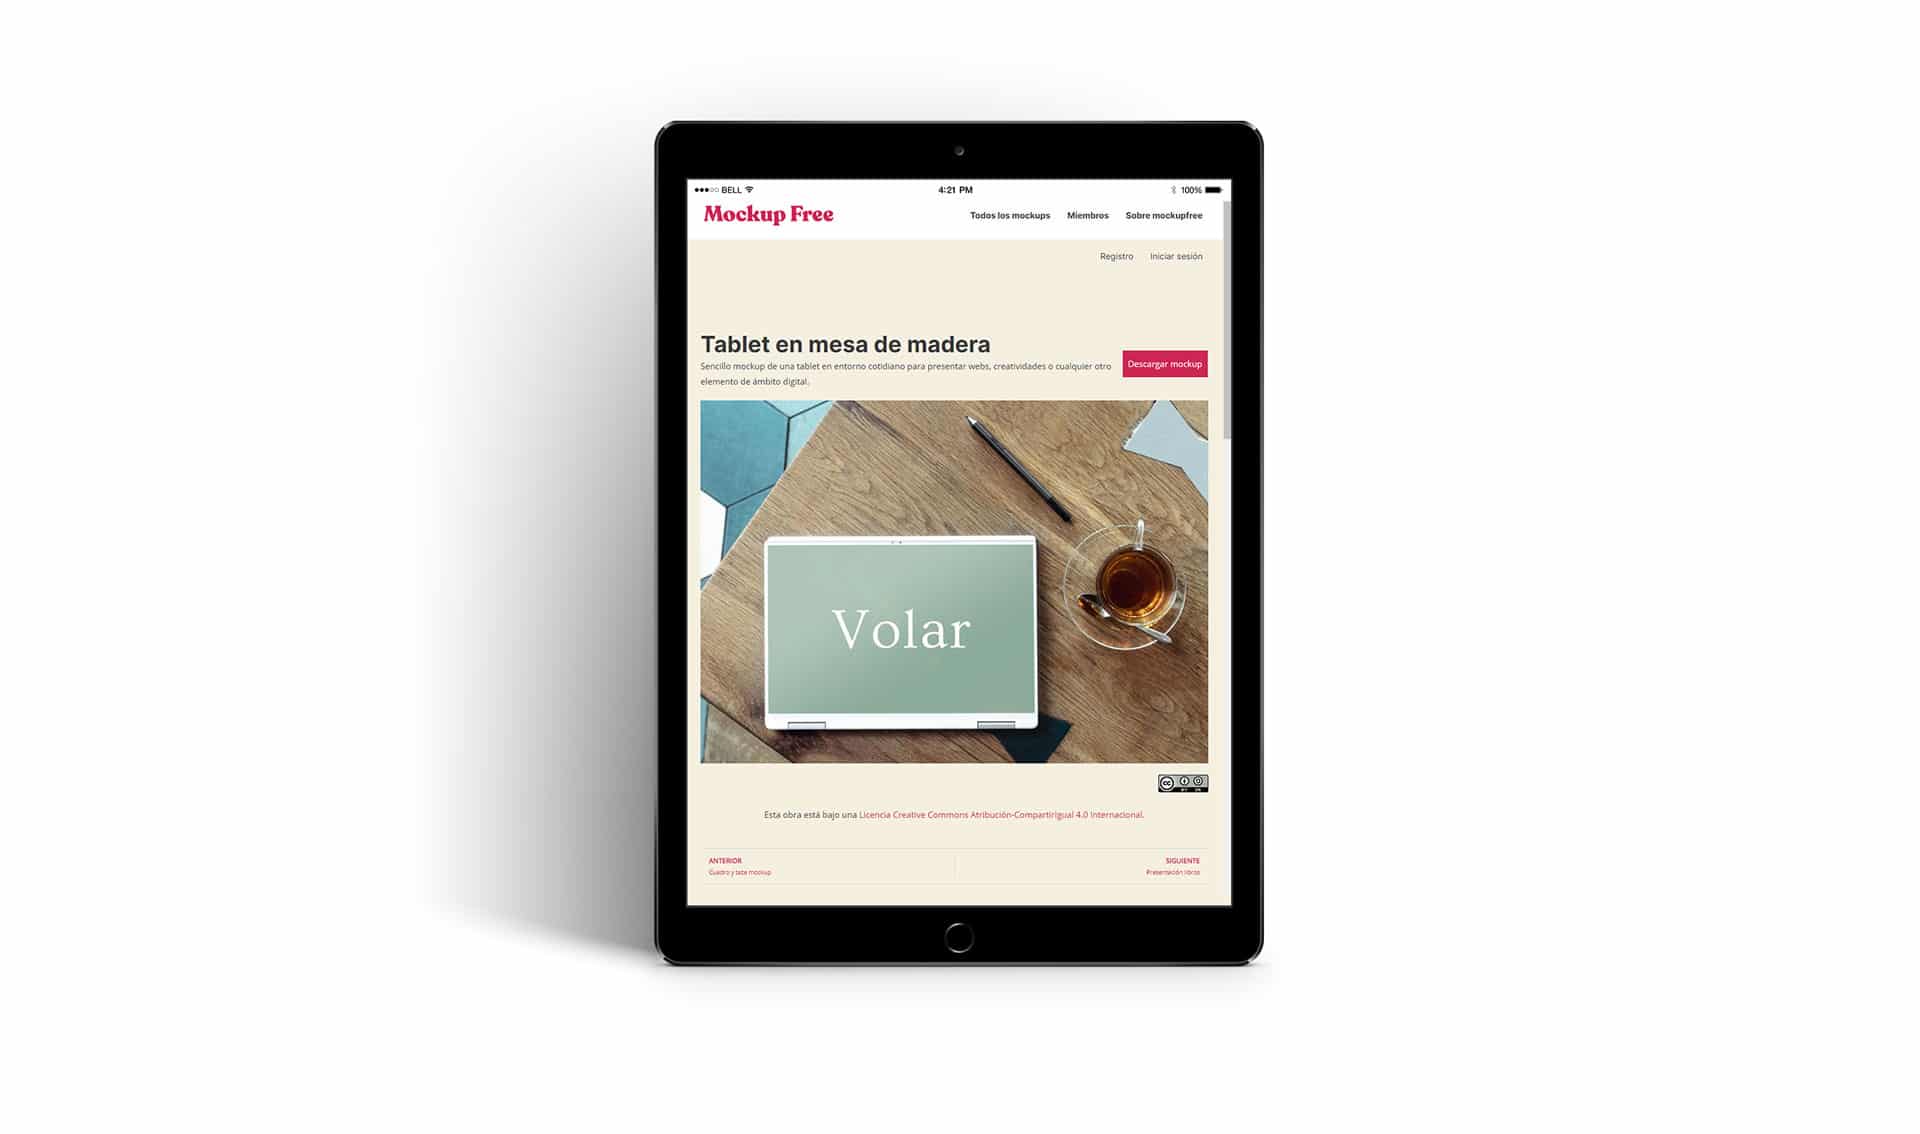 BELL 4:21 PM 100%
Mockup Free Todos los mockups Miembros Sobre mockupfree
Registro Iniciar sesión
Tablet en mesa de madera
Sencillo mockup de una tablet en entorno cotidiano para presentar webs, creatividades o cualquier otro
elemento de ámbito digital.
Descargar mockup
Volar
cc
BY SA
Esta obra está bajo una Licencia Creative Commons Atribución-CompartirIgual 4.0 Internacional.
ANTERIOR
Cuadro y taza mockup
SIGUIENTE
Presentación libros